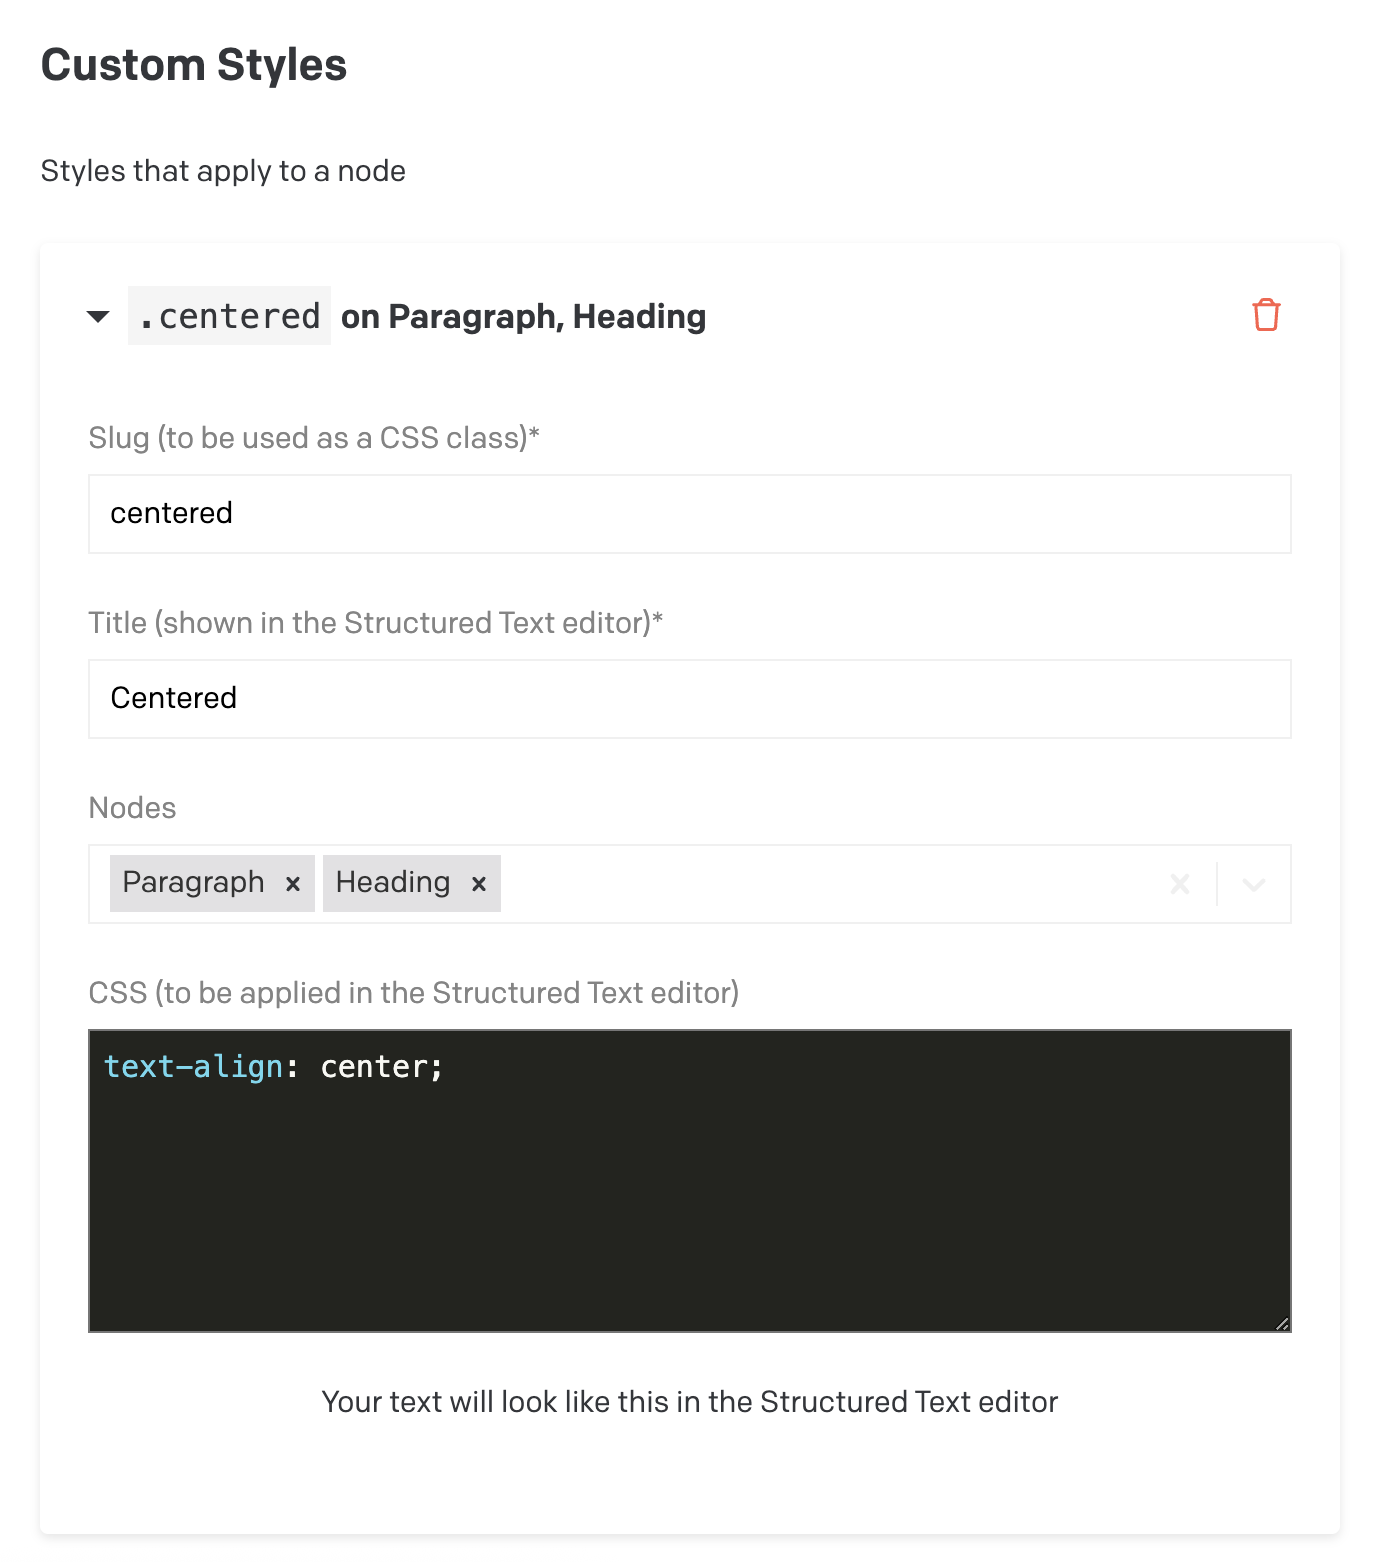 Custom Styles
Styles that apply to a node
.centered on Paragraph, Heading
Slug (to be used as a CSS class)*
centered
Title (shown in the Structured Text editor)*
Centered
Nodes
Paragraph × Heading ×
CSS (to be applied in the Structured Text editor)
text-align: center;
Your text will look like this in the Structured Text editor